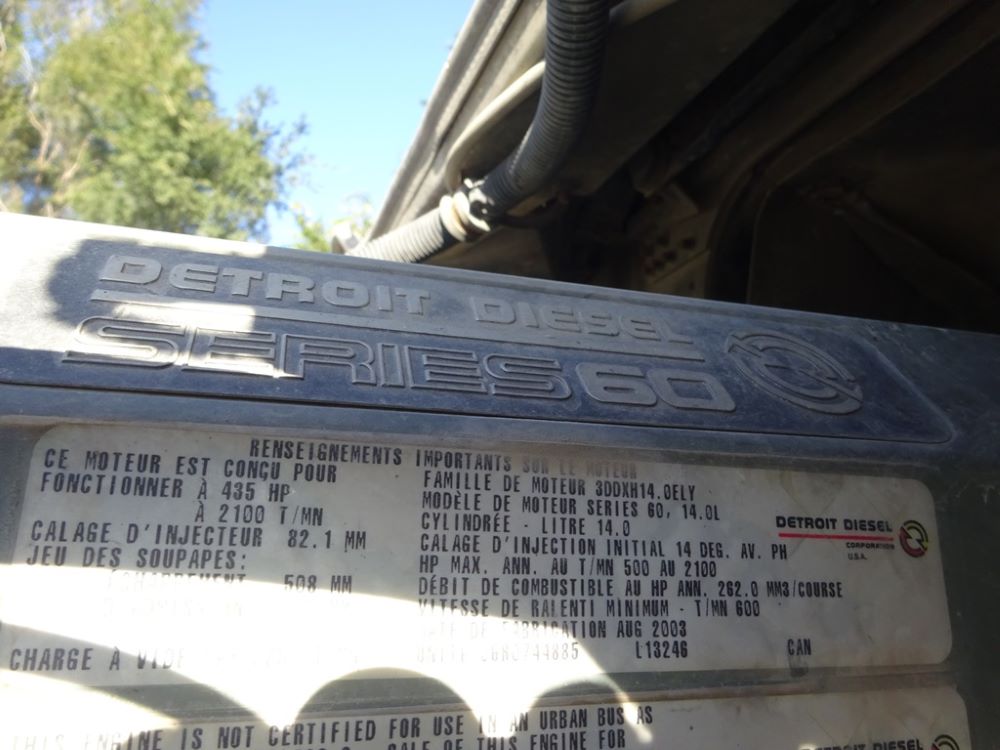 DETROIT DIESEL
SERIES 60
RENSEIGNEMENTS IMPORTANTS SUR LE MOTEUR
CE MOTEUR EST CONÇU POUR
FONCTIONNER À 435 HP
À 2100 T/MN
CALAGE D'INJECTEUR 82.1 MM
JEU DES SOUPAPES:
508 MM
CHARGE À VIDE
FAMILLE DE MOTEUR 3DDXH14.0ELY
MODÈLE DE MOTEUR SERIES 60, 14.0L
CYLINDRÉE - LITRE 14.0
CALAGE D'INJECTION INITIAL 14 DEG. AV. PH
HP MAX. ANN. AU T/MN 500 AU 2100
DÉBIT DE COMBUSTIBLE AU HP ANN. 262.0 MM3/COURSE
VITESSE DE RALENTI MINIMUM - T/MN 600
DATE DE FABRICATION AUG 2003
UNITÉ L13246 CAN
DETROIT DIESEL
CORPORATION
U.S.A.
THIS ENGINE IS NOT CERTIFIED FOR USE IN AN URBAN BUS AS
SALE OF THIS ENGINE FOR